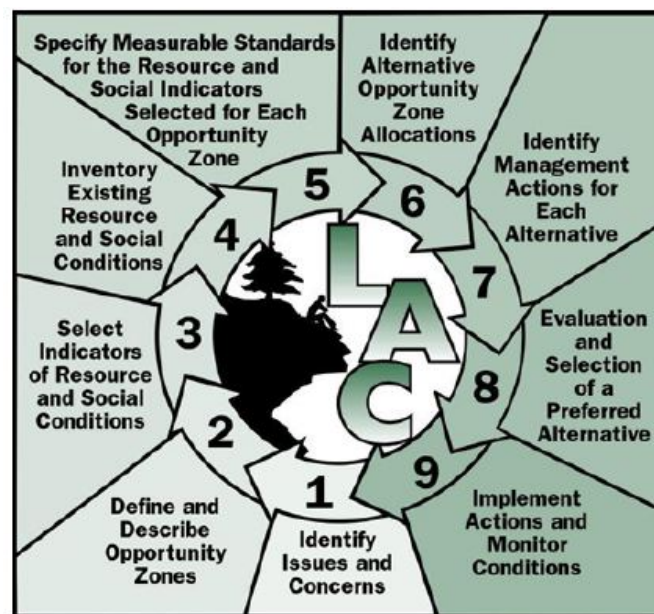 1
Identify
Issues and
Concerns
2
Define and
Describe
Opportunity
Zones
3
Select
Indicators
of Resource
and Social
Conditions
4
Inventory
Existing
Resource
and Social
Conditions
5
Specify Measurable Standards
for the Resource and
Social Indicators
Selected for Each
Opportunity
Zone
6
Identify
Alternative
Opportunity
Zone
Allocations
7
Identify
Management
Actions for
Each
Alternative
8
Evaluation
and
Selection
of a
Preferred
Alternative
9
Implement
Actions and
Monitor
Conditions
L
A
C